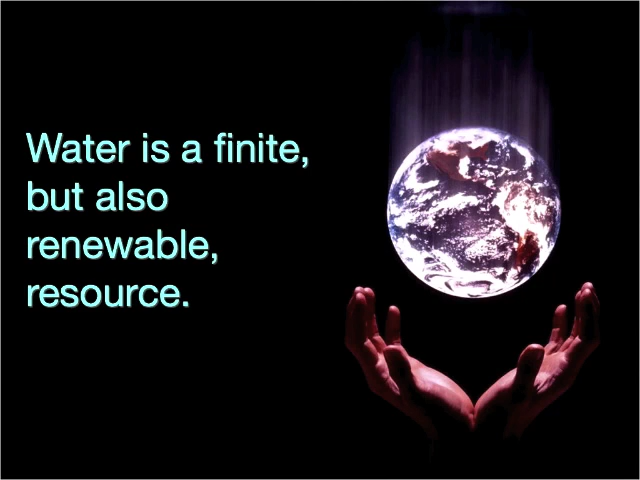 Water is a finite,
but also
renewable,
resource.